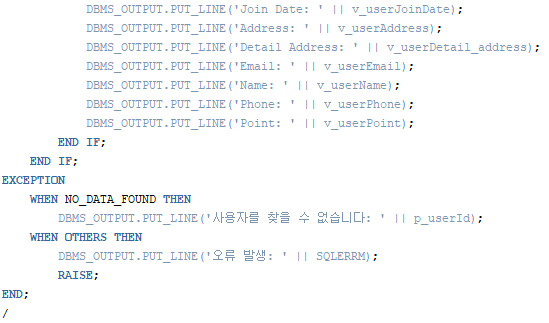 DBMS_OUTPUT.PUT_LINE('Join Date: ' || v_userJoinDate);
DBMS_OUTPUT.PUT_LINE('Address: ' || v_userAddress);
DBMS_OUTPUT.PUT_LINE('Detail Address: ' || v_userDetail_address);
DBMS_OUTPUT.PUT_LINE('Email: ' || v_userEmail);
DBMS_OUTPUT.PUT_LINE('Name: ' || v_userName);
DBMS_OUTPUT.PUT_LINE('Phone: ' || v_userPhone);
DBMS_OUTPUT.PUT_LINE('Point: ' || v_userPoint);
END IF;
END IF;
EXCEPTION
WHEN NO_DATA_FOUND THEN
DBMS_OUTPUT.PUT_LINE('사용자를 찾을 수 없습니다: ' || p_userId);
WHEN OTHERS THEN
DBMS_OUTPUT.PUT_LINE('오류 발생: ' || SQLERRM);
RAISE;
END;
/